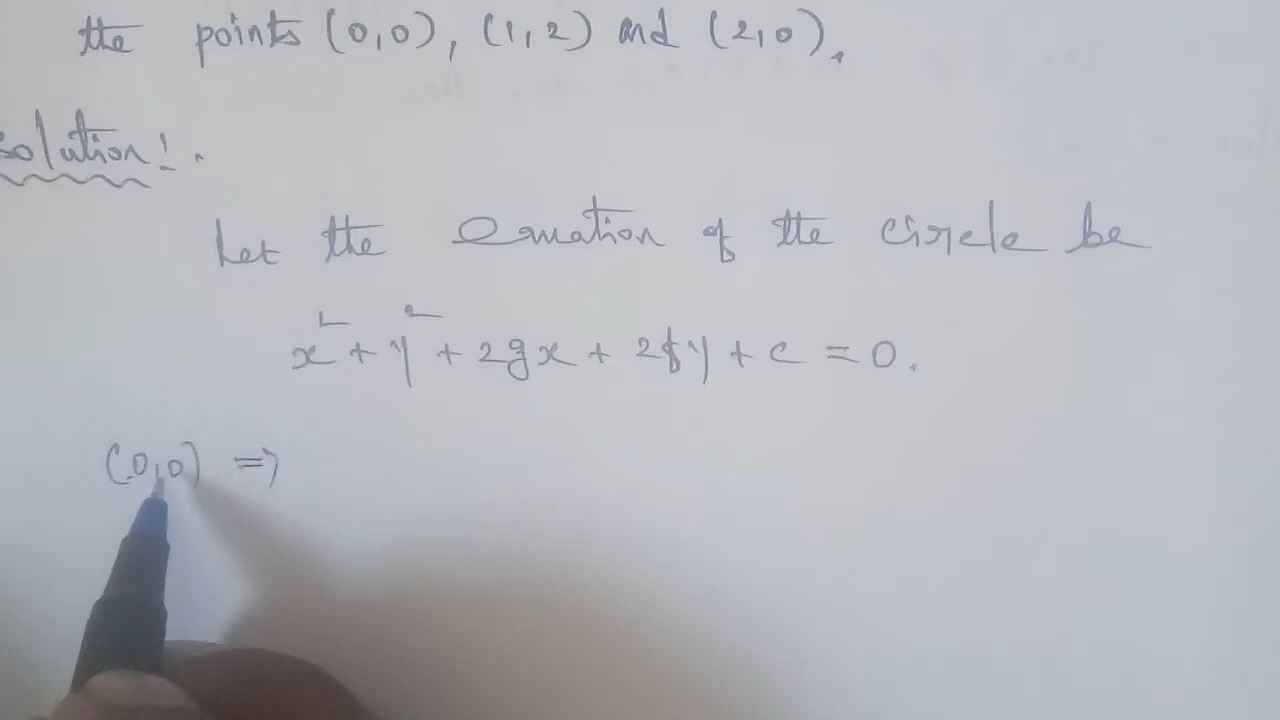 the points (0,0), (1,2) and (2,0).
Solution:.
Let the equation of the circle be
x² + y² + 2gx + 2fy + c = 0.
(0,0) ⇒